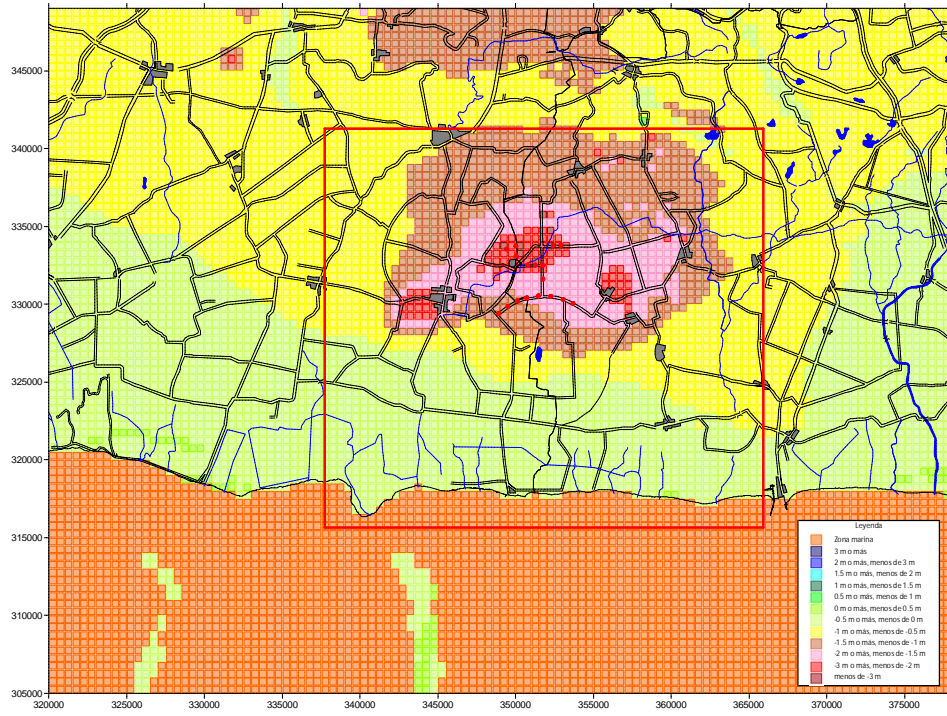 345000
340000
335000
330000
325000
320000
315000
310000
305000
320000
325000
330000
335000
340000
345000
350000
355000
360000
365000
370000
375000
Leyenda
Zona marina
3 m o más
2 m o más, menos de 3 m
1.5 m o más, menos de 2 m
1 m o más, menos de 1.5 m
0.5 m o más, menos de 1 m
0 m o más, menos de 0.5 m
-0.5 m o más, menos de 0 m
-1 m o más, menos de -0.5 m
-1.5 m o más, menos de -1 m
-2 m o más, menos de -1.5 m
-3 m o más, menos de -2 m
menos de -3 m